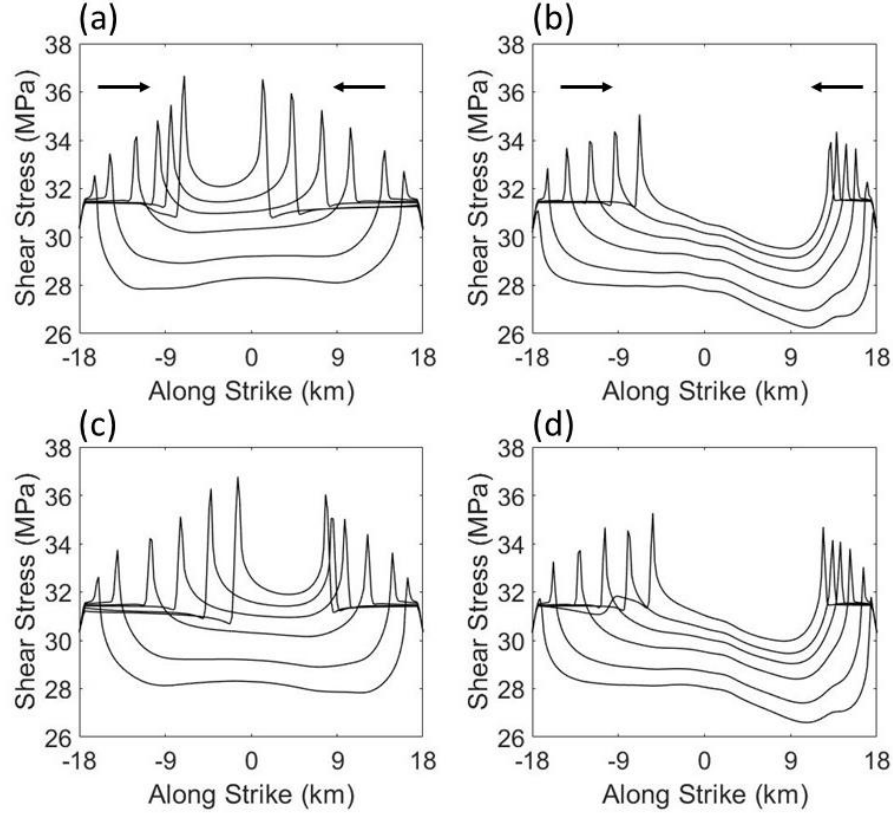 (a)
38
36
34
32
30
28
26
Shear Stress (MPa)
-18 -9 0 9 18
Along Strike (km)
(b)
38
36
34
32
30
28
26
Shear Stress (MPa)
-18 -9 0 9 18
Along Strike (km)
(c)
38
36
34
32
30
28
26
Shear Stress (MPa)
-18 -9 0 9 18
Along Strike (km)
(d)
38
36
34
32
30
28
26
Shear Stress (MPa)
-18 -9 0 9 18
Along Strike (km)